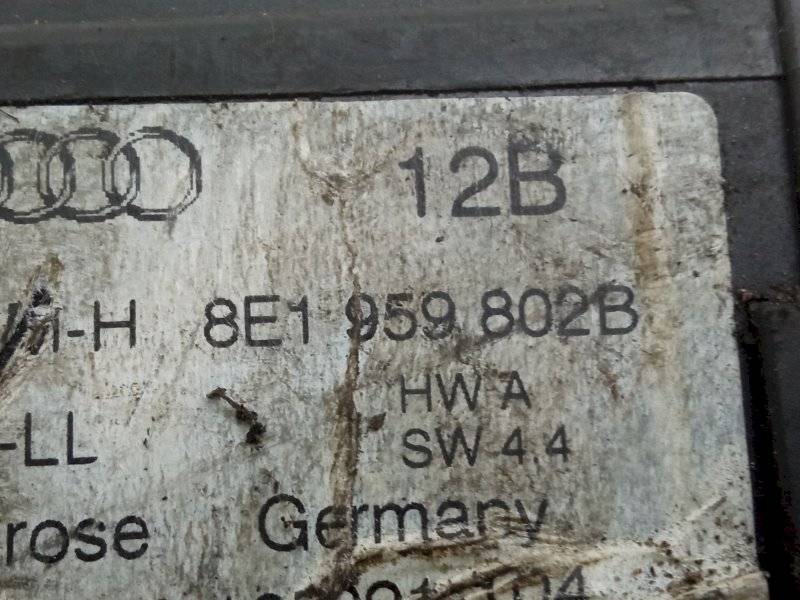 12B
-H 8E1 959 802B
HW A
-LL SW 4.4
rose Germany